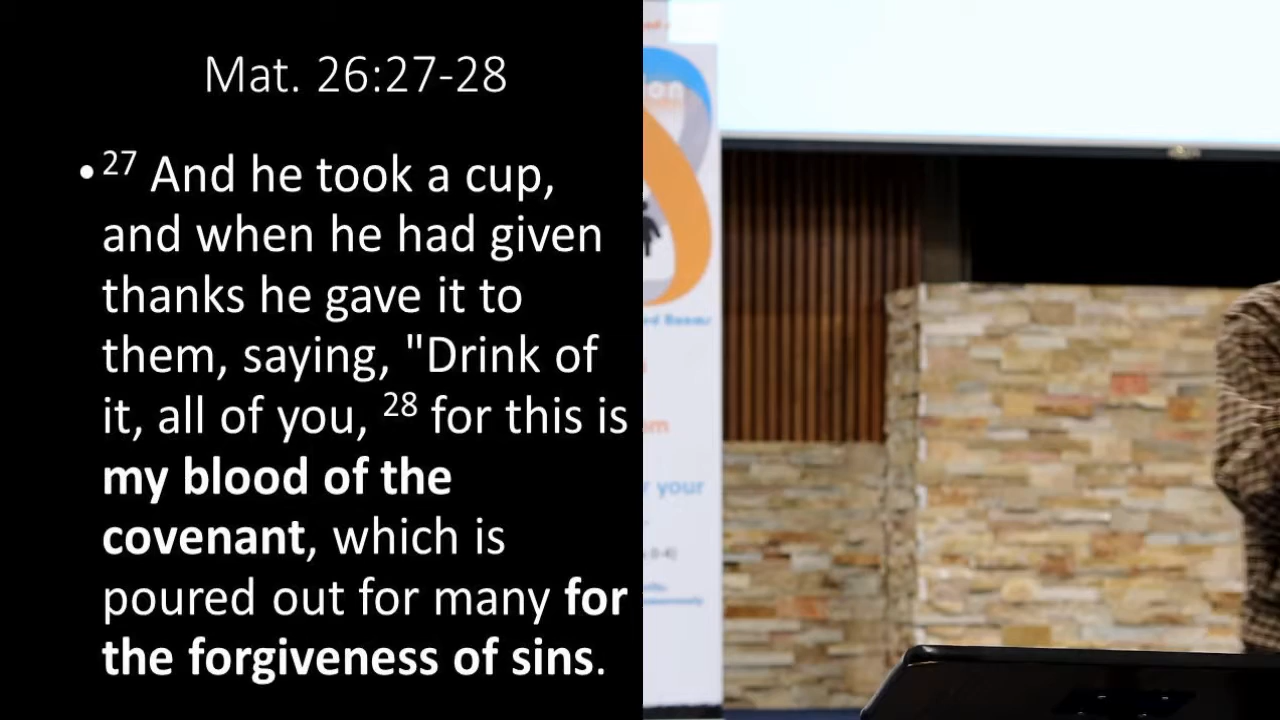 Mat. 26:27-28
• 27 And he took a cup,
and when he had given
thanks he gave it to
them, saying, "Drink of
it, all of you, 28 for this is
my blood of the
covenant, which is
poured out for many for
the forgiveness of sins.
your